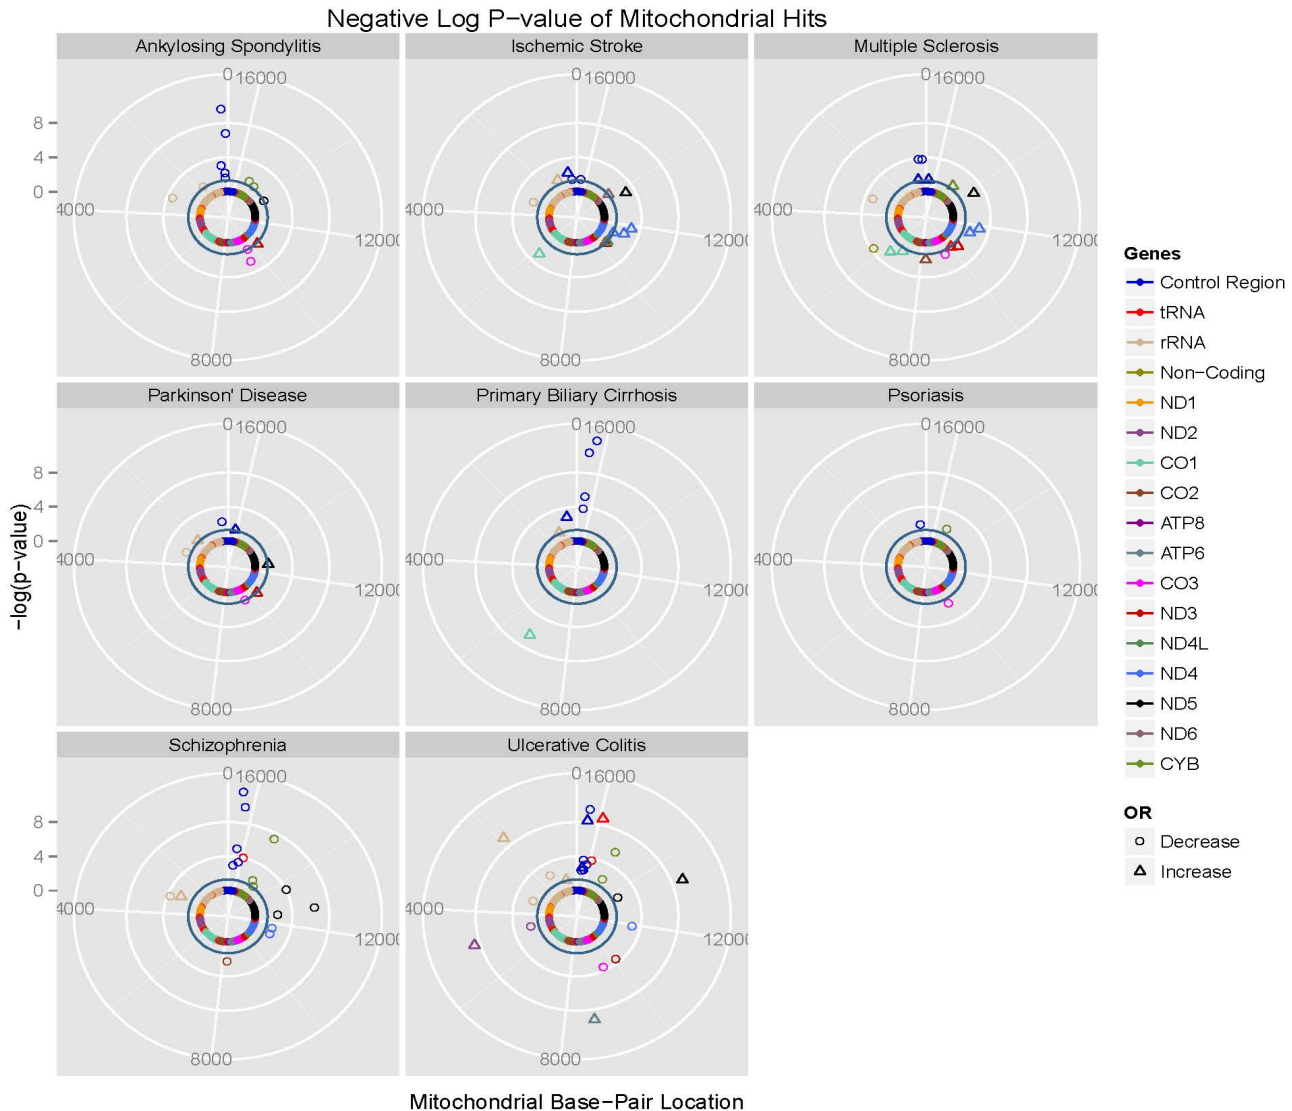 Negative Log P-value of Mitochondrial Hits
Ankylosing Spondylitis
Ischemic Stroke
Multiple Sclerosis
0 16000
0 16000
0 16000
8
4
0
4000
12000
4000
12000
4000
12000
8000
8000
8000
Parkinson' Disease
Primary Biliary Cirrhosis
Psoriasis
0 16000
0 16000
0 16000
8
4
0
4000
12000
4000
12000
4000
12000
8000
8000
8000
Schizophrenia
Ulcerative Colitis
0 16000
0 16000
8
4
0
4000
12000
4000
12000
8000
8000
-log(p-value)
Mitochondrial Base-Pair Location
Genes
Control Region
tRNA
rRNA
Non-Coding
ND1
ND2
CO1
CO2
ATP8
ATP6
CO3
ND3
ND4L
ND4
ND5
ND6
CYB
OR
Decrease
Increase